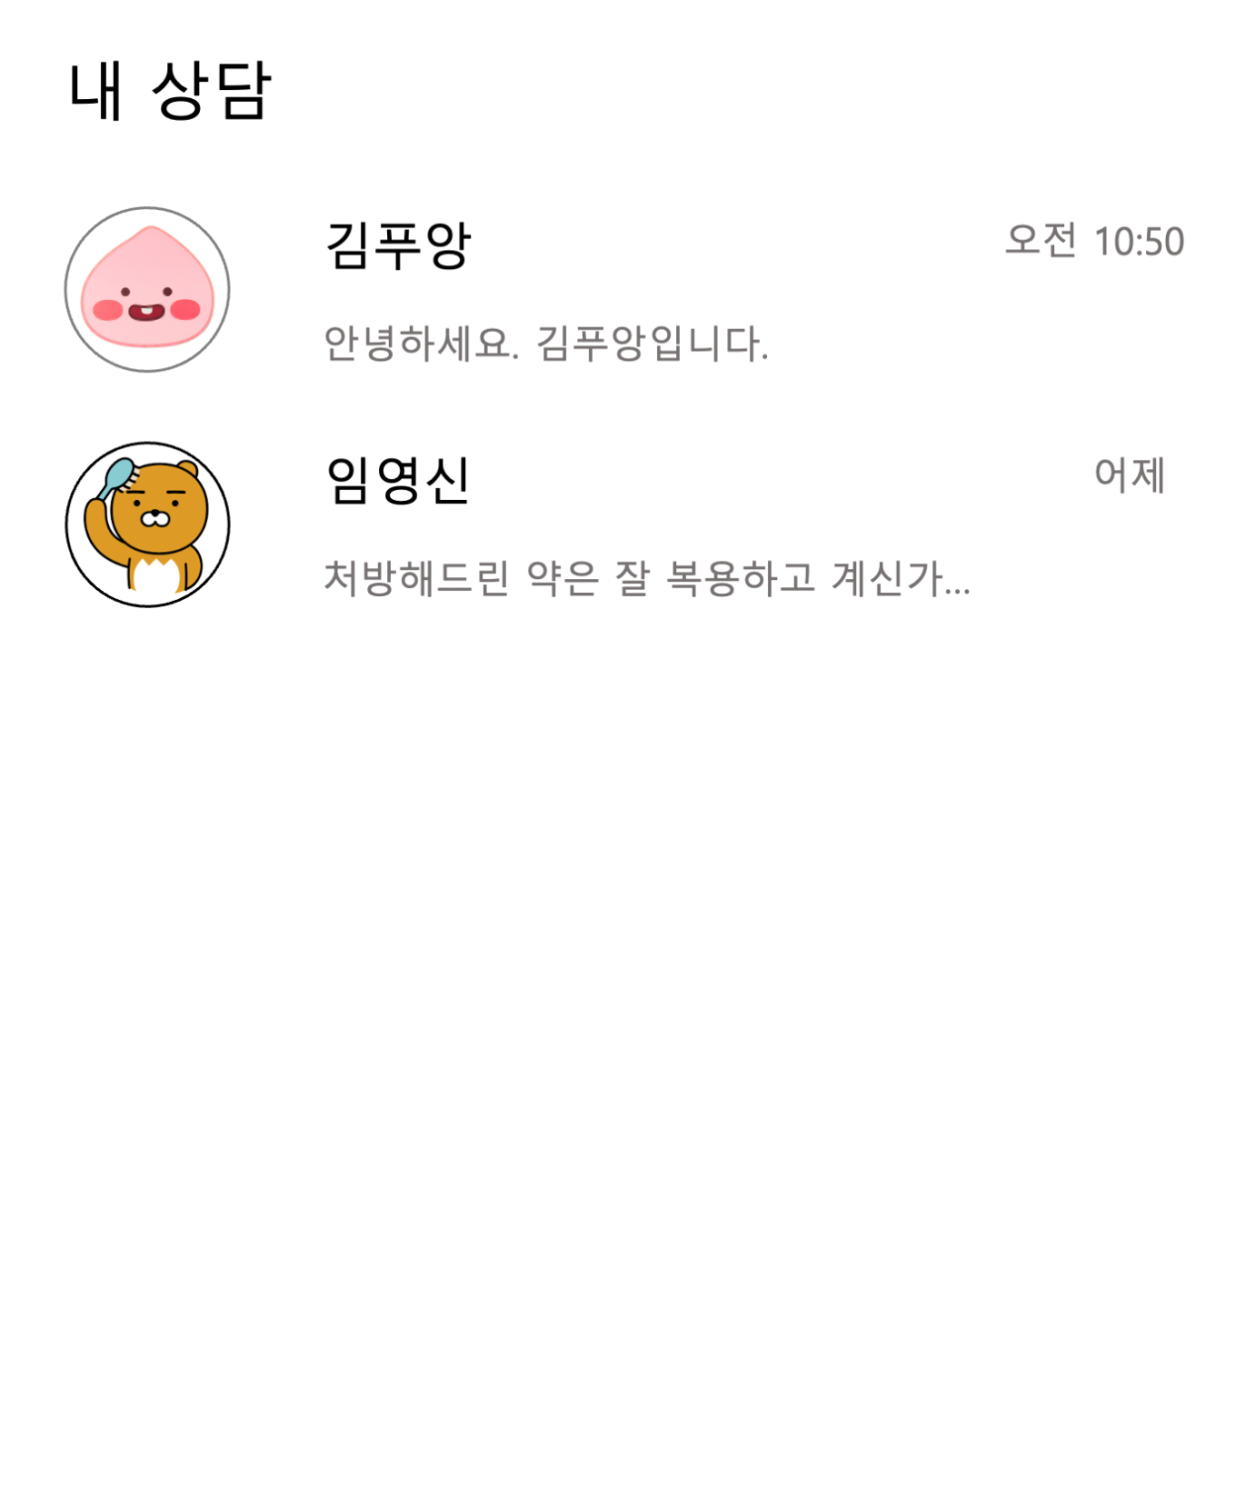 내 상담
김푸앙
오전 10:50
안녕하세요. 김푸앙입니다.
임영신
어제
처방해드린 약은 잘 복용하고 계신가...